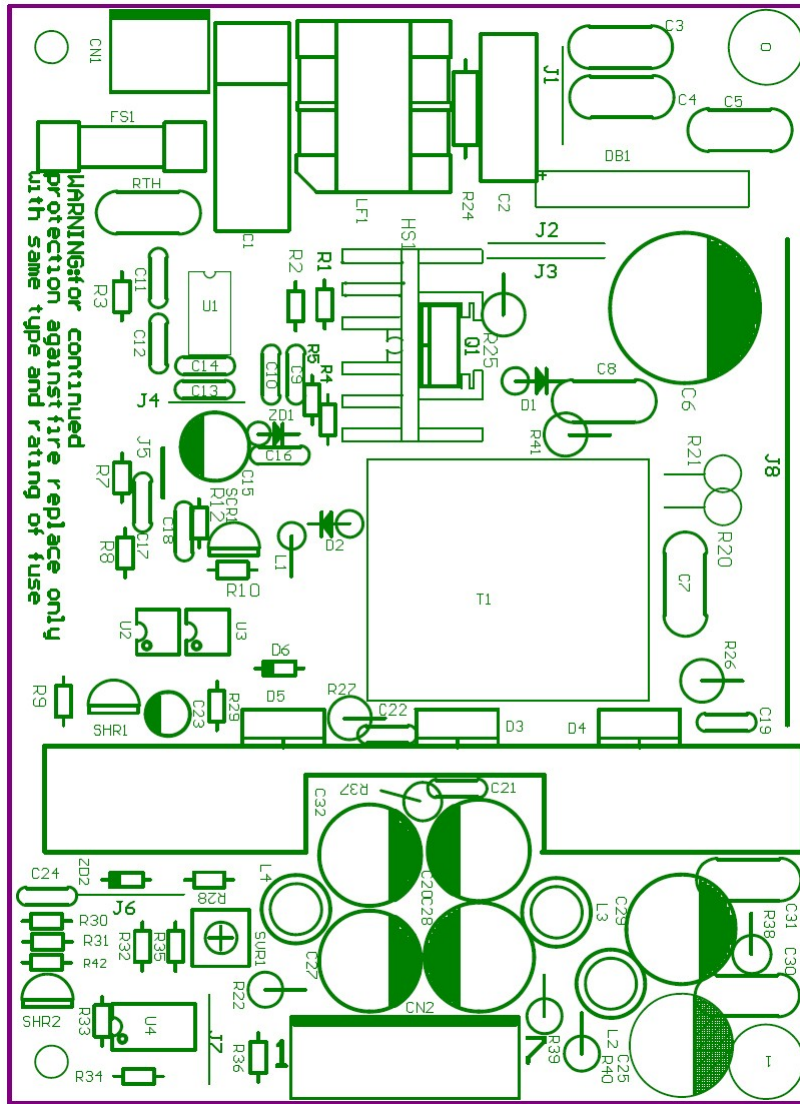 CN1
C3
J1
C4
C5
FS1
DB1
+
RTH
WARNING:for continued
protection against fire replace only
with same type and rating of fuse
C1
LF1
R24
C2
HS1
J2
J3
C11
U1
R3
R2
R1
C12
Q1
R25
C14
C13
C10
C9
R5
R4
J4
ZD1
D1
C8
C6
R41
J5
C15
C16
R21
J8
R7
C17
C18
R12
SCR1
R8
R10
L1
D2
R20
C7
T1
U2
U3
D6
R9
SHR1
C23
R29
D5
R27
C22
D3
D4
R26
C19
R37
C21
C32
C24
ZD2
R28
L4
C20
C28
L3
C29
C31
J6
R30
R31
R42
R32
R35
SVR1
R38
C30
C27
R22
CN2
SHR2
R33
U4
J7
R36
1
7
R39
L2
R40
C25
R34
0
1